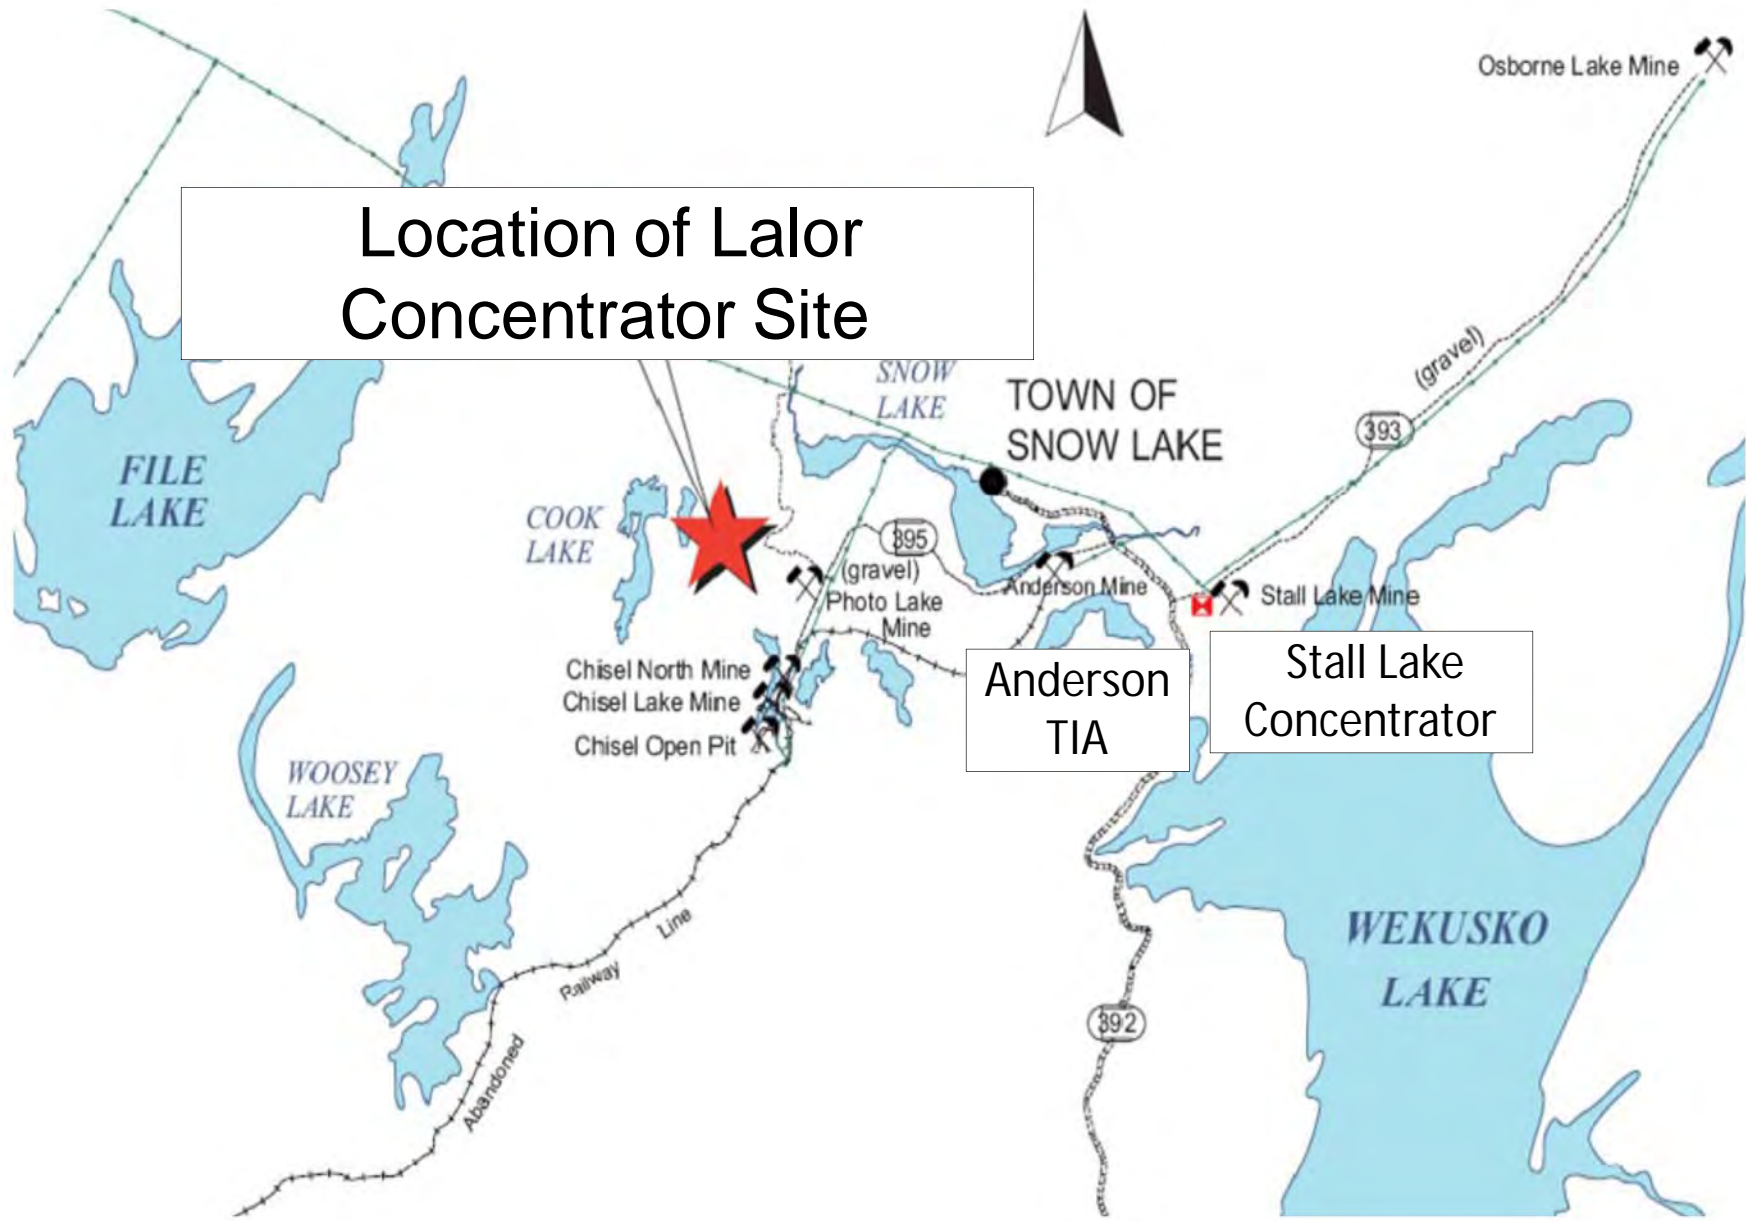 Osborne Lake Mine
Location of Lalor
Concentrator Site
(gravel)
SNOW
LAKE
TOWN OF
SNOW LAKE
393
FILE
LAKE
COOK
LAKE
395
(gravel)
Photo Lake
Mine
Anderson Mine
Stall Lake Mine
Chisel North Mine
Chisel Lake Mine
Chisel Open Pit
Anderson
TIA
Stall Lake
Concentrator
WOOSEY
LAKE
WEKUSKO
LAKE
392
Abandoned
Railway
Line